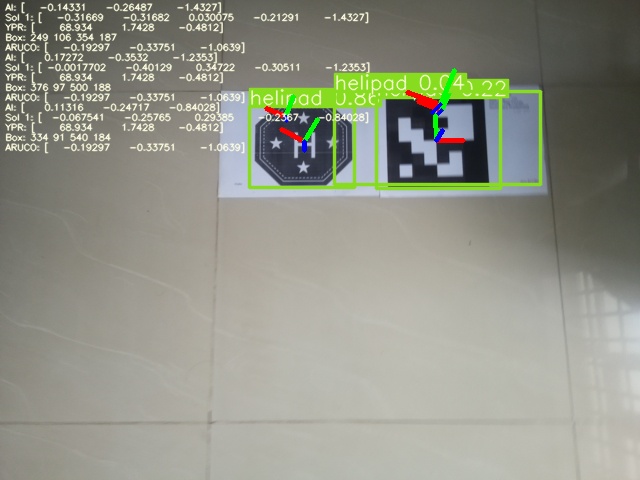 AI: [ -0.14331 -0.26487 -1.4327]
Sol 1: [ -0.31669 -0.31682 0.030075 -0.21291 -1.4327]
YPR: [ 68.934 1.7428 -0.4812]
Box: 249 106 354 187
ARUCO: [ -0.19297 -0.33751 -1.0639]
AI: [ 0.17272 -0.3532 -1.2353]
Sol 1: [ -0.0017702 -0.40129 0.34722 -0.30511 -1.2353]
YPR: [ 68.934 1.7428 -0.4812]
Box: 376 97 500 188
ARUCO: [ -0.19297 -0.33751 -1.0639]
AI: [ 0.11316 -0.24717 -0.84028]
Sol 1: [ -0.067541 -0.25765 0.29385 -0.2367 -0.84028]
YPR: [ 68.934 1.7428 -0.4812]
Box: 334 91 540 184
ARUCO: [ -0.19297 -0.33751 -1.0639]
helipad 0.04
helipad 0.86
0.22
H